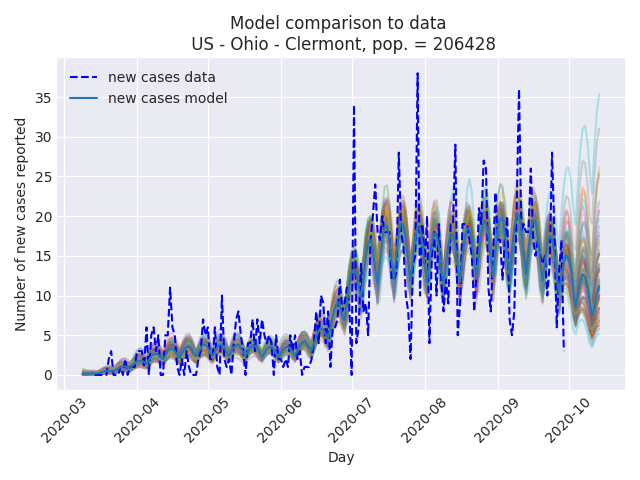 Model comparison to data
US - Ohio - Clermont, pop. = 206428
new cases data
new cases model
Number of new cases reported
35
30
25
20
15
10
5
0
2020-03
2020-04
2020-05
2020-06
2020-07
2020-08
2020-09
2020-10
Day